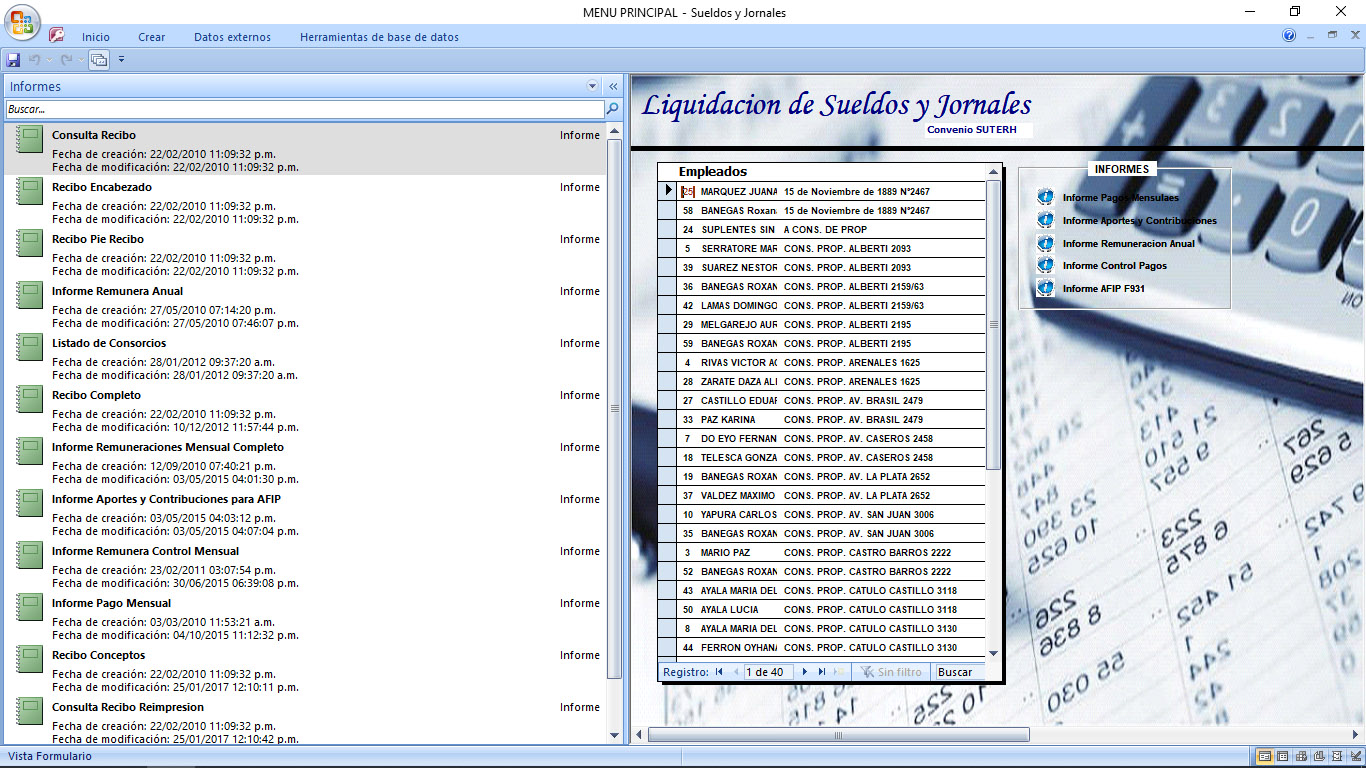 MENU PRINCIPAL - Sueldos y Jornales
Inicio Crear Datos externos Herramientas de base de datos
Informes
Buscar...
Consulta Recibo Informe
Fecha de creación: 22/02/2010 11:09:32 p.m.
Fecha de modificación: 22/02/2010 11:09:32 p.m.
Recibo Encabezado Informe
Fecha de creación: 22/02/2010 11:09:32 p.m.
Fecha de modificación: 22/02/2010 11:09:32 p.m.
Recibo Pie Recibo Informe
Fecha de creación: 22/02/2010 11:09:32 p.m.
Fecha de modificación: 22/02/2010 11:09:32 p.m.
Informe Remunera Anual Informe
Fecha de creación: 27/05/2010 07:14:20 p.m.
Fecha de modificación: 27/05/2010 07:46:07 p.m.
Listado de Consorcios Informe
Fecha de creación: 28/01/2012 09:37:20 a.m.
Fecha de modificación: 28/01/2012 09:37:20 a.m.
Recibo Completo Informe
Fecha de creación: 22/02/2010 11:09:32 p.m.
Fecha de modificación: 10/12/2012 11:57:44 p.m.
Informe Remuneraciones Mensual Completo Informe
Fecha de creación: 12/09/2010 07:40:21 p.m.
Fecha de modificación: 03/05/2015 04:01:30 p.m.
Informe Aportes y Contribuciones para AFIP Informe
Fecha de creación: 03/05/2015 04:03:12 p.m.
Fecha de modificación: 03/05/2015 04:07:04 p.m.
Informe Remunera Control Mensual Informe
Fecha de creación: 23/02/2011 03:07:54 p.m.
Fecha de modificación: 30/06/2015 06:39:08 p.m.
Informe Pago Mensual Informe
Fecha de creación: 03/03/2010 11:53:21 a.m.
Fecha de modificación: 04/10/2015 11:12:32 p.m.
Recibo Conceptos Informe
Fecha de creación: 22/02/2010 11:09:32 p.m.
Fecha de modificación: 25/01/2017 12:10:11 p.m.
Consulta Recibo Reimpresion Informe
Fecha de creación: 22/02/2010 11:09:32 p.m.
Fecha de modificación: 25/01/2017 12:10:42 p.m.
Liquidacion de Sueldos y Jornales
Convenio SUTERH
Empleados
25 MARQUEZ JUANA 15 de Noviembre de 1889 Nº2467
58 BANEGAS Roxana 15 de Noviembre de 1889 Nº2467
24 SUPLENTES SIN A CONS. DE PROP
5 SERRATORE MAR CONS. PROP. ALBERTI 2093
39 SUAREZ NESTOR CONS. PROP. ALBERTI 2093
36 BANEGAS ROXAN CONS. PROP. ALBERTI 2159/63
42 LAMAS DOMINGO CONS. PROP. ALBERTI 2159/63
29 MELGAREJO AUR CONS. PROP. ALBERTI 2195
59 BANEGAS ROXAN CONS. PROP. ALBERTI 2195
4 RIVAS VICTOR AC CONS. PROP. ARENALES 1625
28 ZARATE DAZA ALI CONS. PROP. ARENALES 1625
27 CASTILLO EDUAR CONS. PROP. AV. BRASIL 2479
33 PAZ KARINA CONS. PROP. AV. BRASIL 2479
7 DO EYO FERNAN CONS. PROP. AV. CASEROS 2458
18 TELESCA GONZA CONS. PROP. AV. CASEROS 2458
19 BANEGAS ROXAN CONS. PROP. AV. LA PLATA 2652
37 VALDEZ MAXIMO CONS. PROP. AV. LA PLATA 2652
10 YAPURA CARLOS CONS. PROP. AV. SAN JUAN 3006
35 BANEGAS ROXAN CONS. PROP. AV. SAN JUAN 3006
3 MARIO PAZ CONS. PROP. CASTRO BARROS 2222
52 BANEGAS ROXAN CONS. PROP. CASTRO BARROS 2222
43 AYALA MARIA DEL CONS. PROP. CATULO CASTILLO 3118
50 AYALA LUCIA CONS. PROP. CATULO CASTILLO 3118
8 AYALA MARIA DEL CONS. PROP. CATULO CASTILLO 3130
44 FERRON OYHANA CONS. PROP. CATULO CASTILLO 3130
Registro: 1 de 40 Sin filtro Buscar
INFORMES
Informe Pagos Mensulaes
Informe Aportes y Contribuciones
Informe Remuneracion Anual
Informe Control Pagos
Informe AFIP F931
Vista Formulario